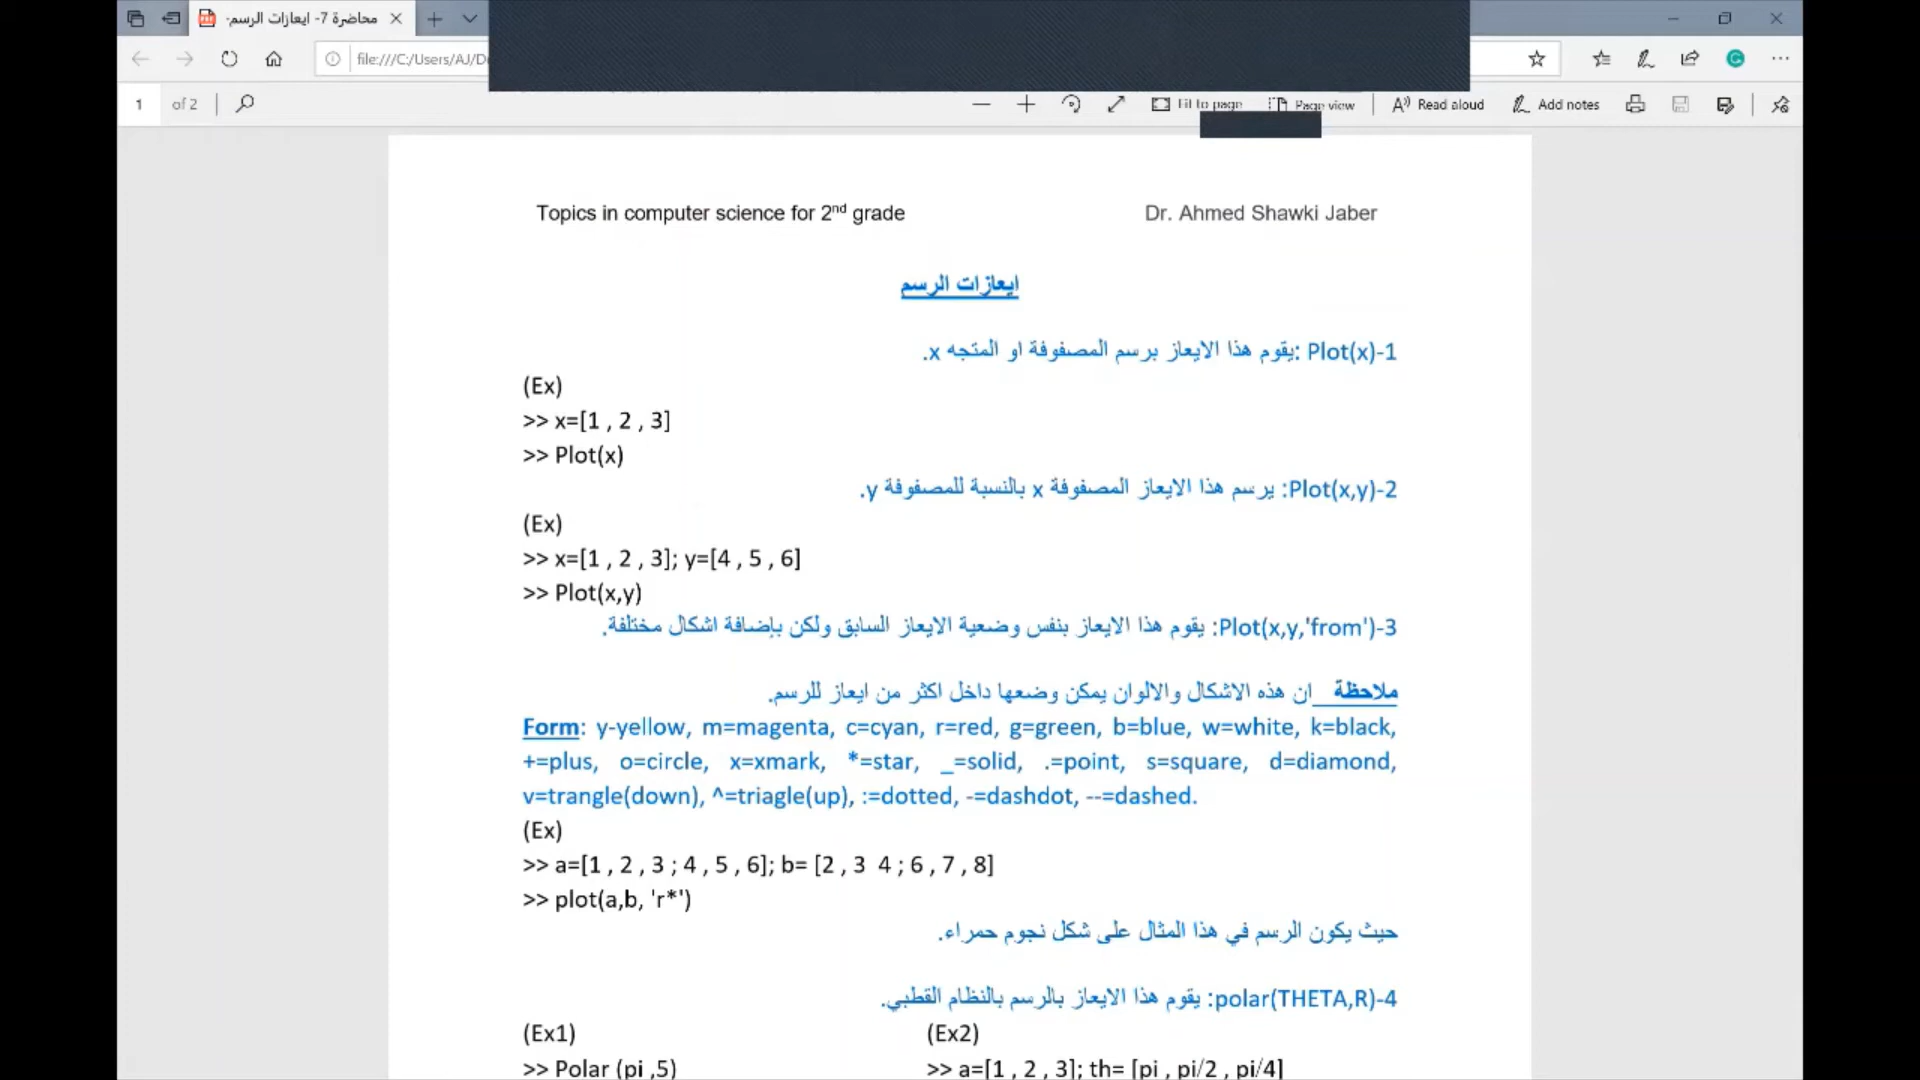 محاضرة 7- ايعازات الرسم
file:///C:/Users/AJ/D
1 of 2
Fit to page
Page view
Read aloud
Add notes
Topics in computer science for 2nd grade
Dr. Ahmed Shawki Jaber
ايعازات الرسم
1-Plot(x) :يقوم هذا الايعاز برسم المصفوفة او المتجه x.
(Ex)
>> x=[1 , 2 , 3]
>> Plot(x)
2-Plot(x,y): يرسم هذا الايعاز المصفوفة x بالنسبة للمصفوفة y.
(Ex)
>> x=[1 , 2 , 3]; y=[4 , 5 , 6]
>> Plot(x,y)
3-Plot(x,y,'from'): يقوم هذا الايعاز بنفس وضعية الايعاز السابق ولكن بإضافة اشكال مختلفة.
ملاحظة ان هذه الاشكال والالوان يمكن وضعها داخل اكثر من ايعاز للرسم.
Form: y-yellow, m=magenta, c=cyan, r=red, g=green, b=blue, w=white, k=black,
+=plus, o=circle, x=xmark, *=star, _=solid, .=point, s=square, d=diamond,
v=trangle(down), ^=triagle(up), :=dotted, -=dashdot, --=dashed.
(Ex)
>> a=[1 , 2 , 3 ; 4 , 5 , 6]; b= [2 , 3 4 ; 6 , 7 , 8]
>> plot(a,b, 'r*')
حيث يكون الرسم في هذا المثال على شكل نجوم حمراء.
4-polar(THETA,R): يقوم هذا الايعاز بالرسم بالنظام القطبي.
(Ex1)
(Ex2)
>> Polar (pi ,5)
>> a=[1 , 2 , 3]; th= [pi , pi/2 , pi/4]